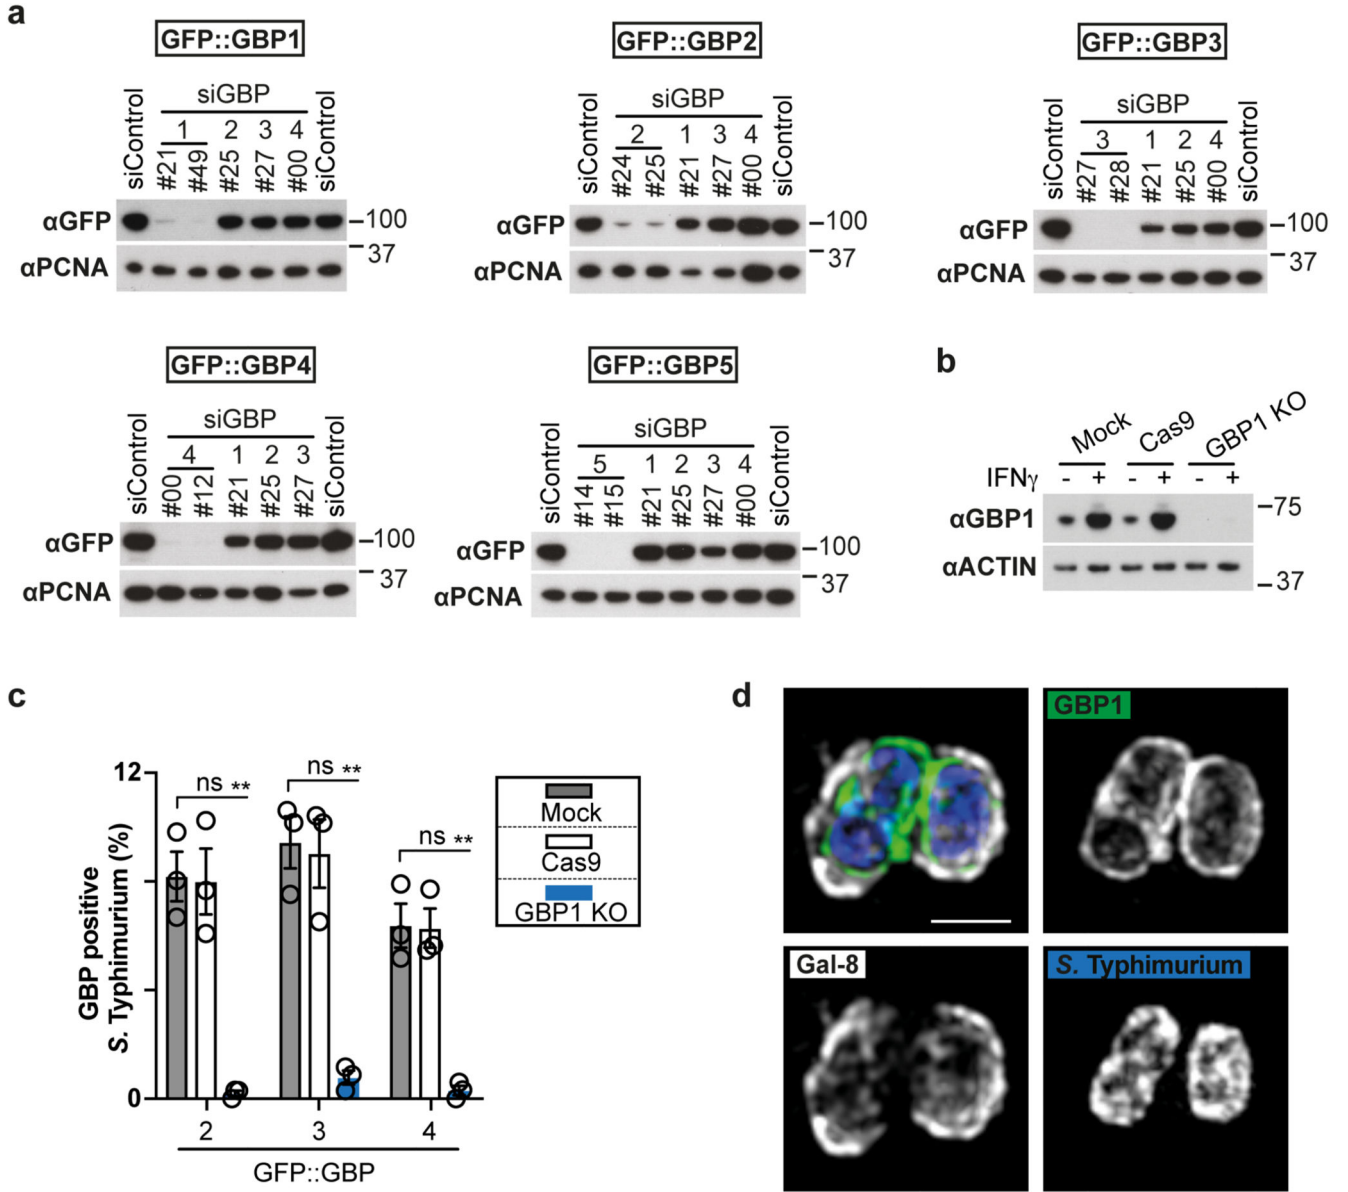 a
GFP::GBP1
siControl
siGBP
1 2 3 4
#21 #49 #25 #27 #00
siControl
αGFP
–100
37
αPCNA
GFP::GBP2
siControl
siGBP
2 1 3 4
#24 #25 #21 #27 #00
siControl
αGFP
–100
37
αPCNA
GFP::GBP3
siControl
siGBP
3 1 2 4
#27 #28 #21 #25 #00
siControl
αGFP
–100
37
αPCNA
GFP::GBP4
siControl
siGBP
4 1 2 3
#00 #12 #21 #25 #27
siControl
αGFP
–100
37
αPCNA
GFP::GBP5
siControl
siGBP
5 1 2 3 4
#14 #15 #21 #25 #27 #00
siControl
αGFP
–100
37
αPCNA
b
Mock Cas9 GBP1 KO
IFNγ - + - + - +
αGBP1
–75
αACTIN
–37
c
GBP positive
S. Typhimurium (%)
12
0
ns **
ns **
ns **
2 3 4
GFP::GBP
Mock
Cas9
GBP1 KO
d
GBP1
Gal-8
S. Typhimurium